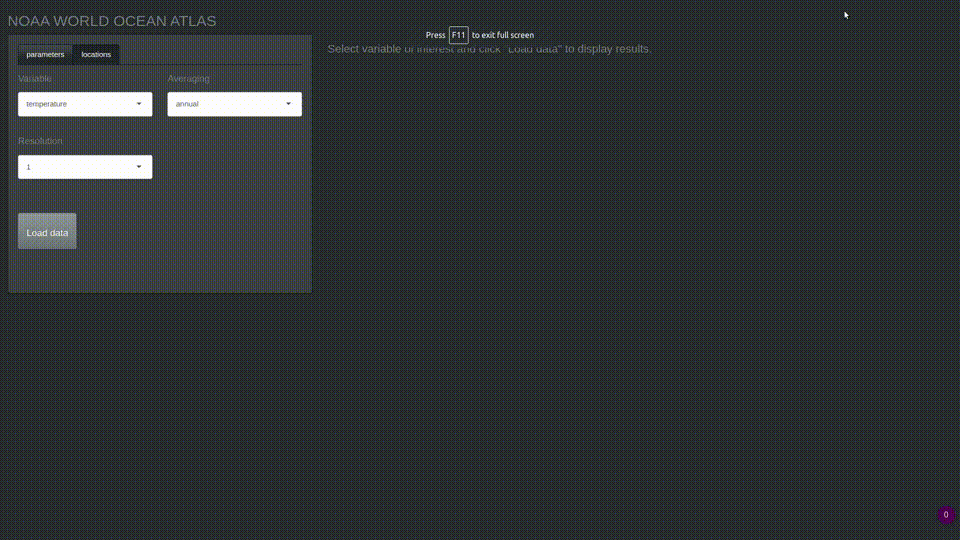 NOAA WORLD OCEAN ATLAS
Press F11 to exit full screen
parameters locations
Select variable of interest and click "Load data" to display results.
Variable Averaging
temperature annual
Resolution
1
Load data
0